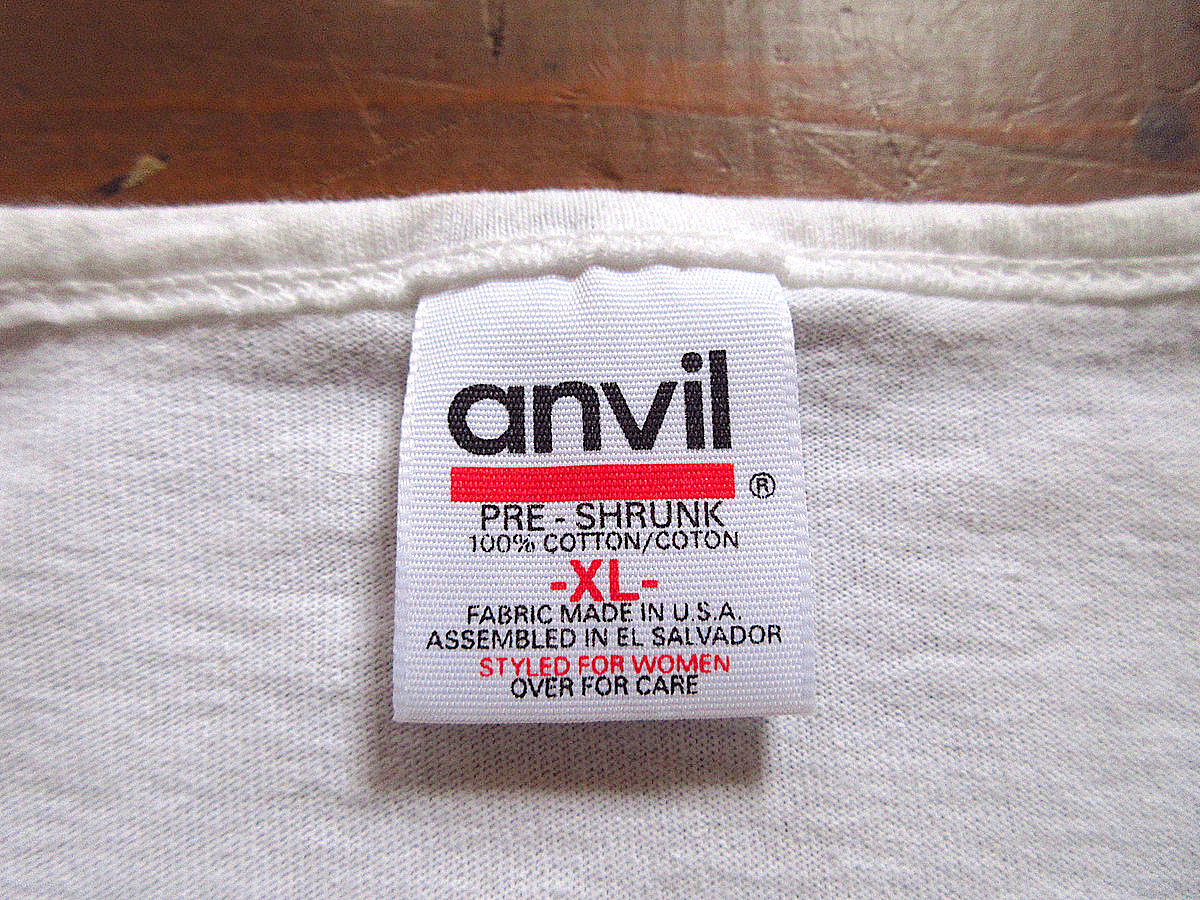 anvil
®
PRE - SHRUNK
100% COTTON/COTON
-XL-
FABRIC MADE IN U.S.A.
ASSEMBLED IN EL SALVADOR
STYLED FOR WOMEN
OVER FOR CARE